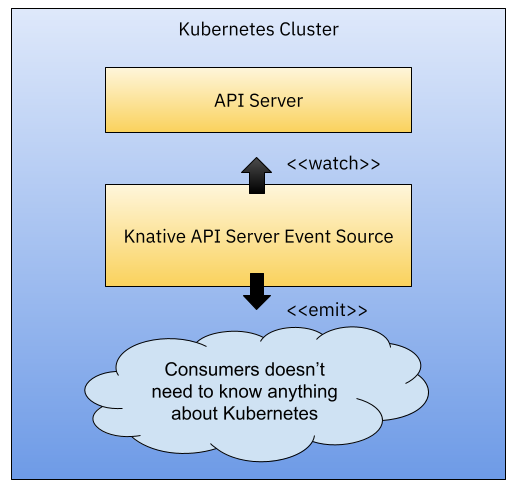 Kubernetes Cluster
API Server
<<watch>>
Knative API Server Event Source
<<emit>>
Consumers doesn’t
need to know anything
about Kubernetes